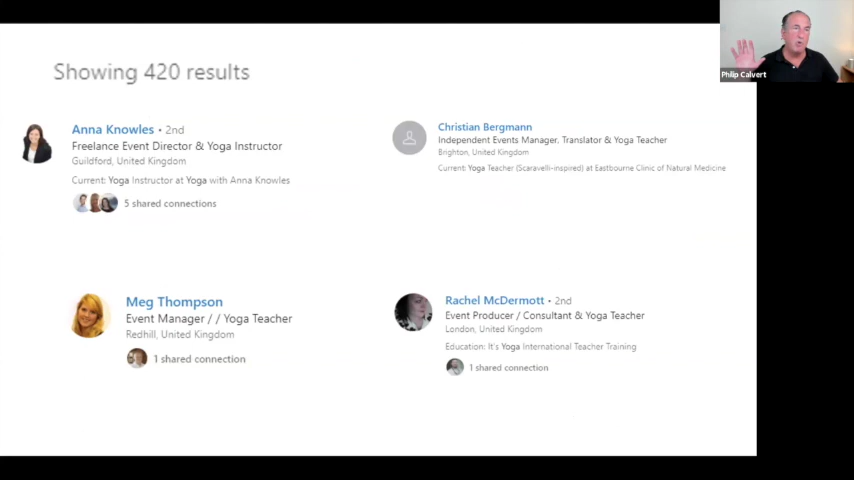 Showing 420 results
Philip Calvert
Anna Knowles • 2nd
Freelance Event Director & Yoga Instructor
Guildford, United Kingdom
Current: Yoga Instructor at Yoga with Anna Knowles
5 shared connections
Christian Bergmann
Independent Events Manager, Translator & Yoga Teacher
Brighton, United Kingdom
Current: Yoga Teacher (Scaravelli-inspired) at Eastbourne Clinic of Natural Medicine
Meg Thompson
Event Manager / / Yoga Teacher
Redhill, United Kingdom
1 shared connection
Rachel McDermott • 2nd
Event Producer / Consultant & Yoga Teacher
London, United Kingdom
Education: It's Yoga International Teacher Training
1 shared connection